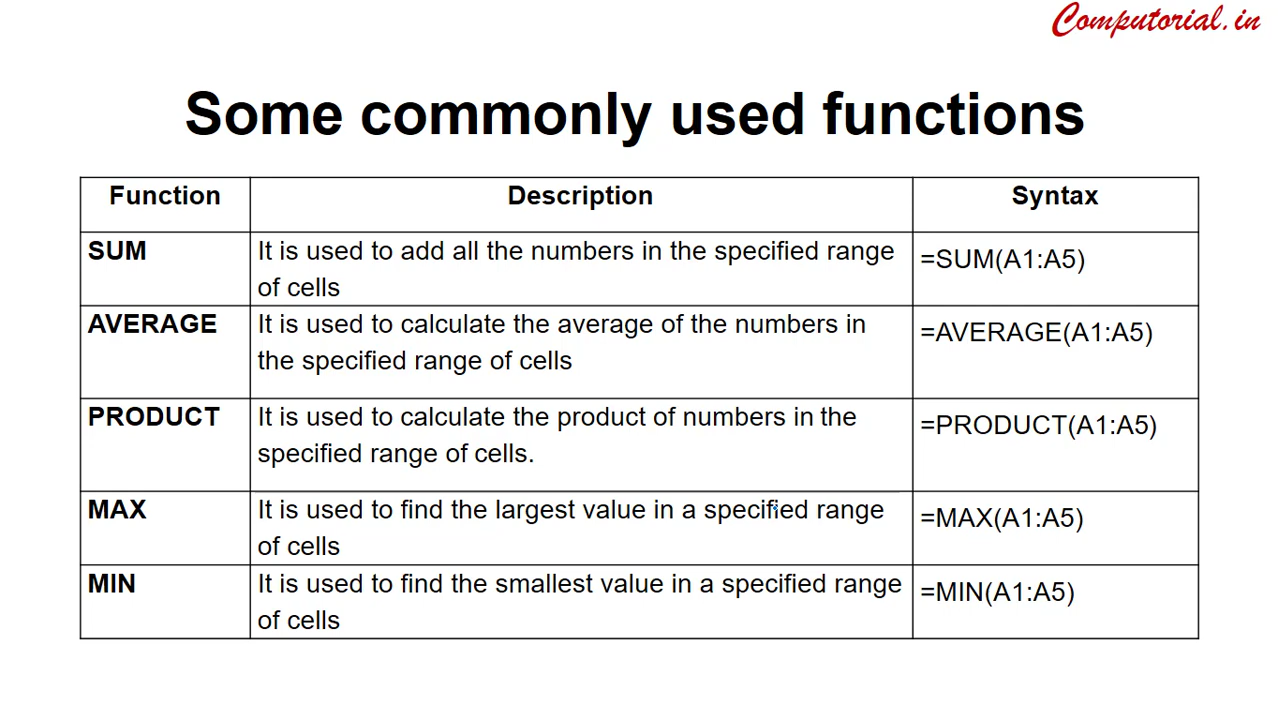 Computorial.in
Some commonly used functions
Function Description Syntax
SUM It is used to add all the numbers in the specified range =SUM(A1:A5)
of cells
AVERAGE It is used to calculate the average of the numbers in =AVERAGE(A1:A5)
the specified range of cells
PRODUCT It is used to calculate the product of numbers in the =PRODUCT(A1:A5)
specified range of cells.
MAX It is used to find the largest value in a specified range =MAX(A1:A5)
of cells
MIN It is used to find the smallest value in a specified range =MIN(A1:A5)
of cells